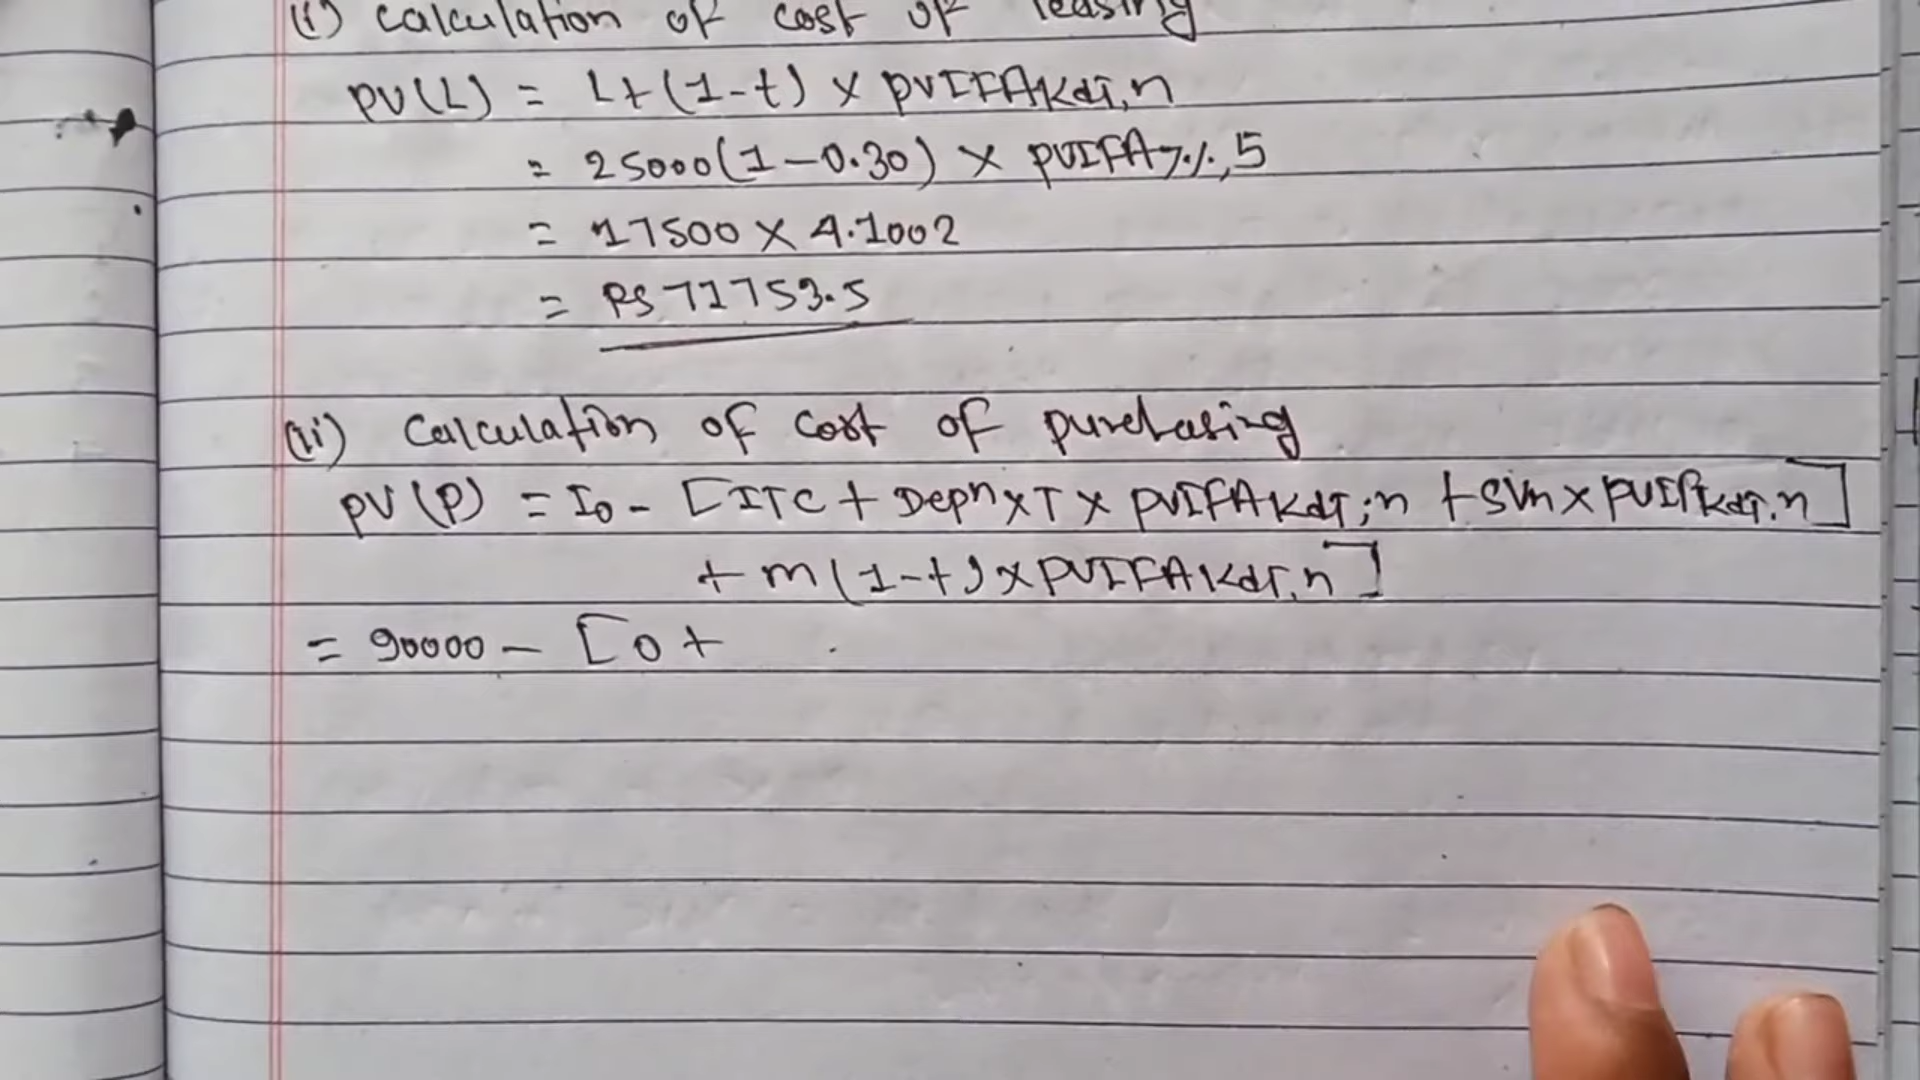 (i) calculation of cost of leasing
PV(L) = Lt(1-t) x PVIFAKdT,n
= 25000(1-0.30) x PVIFA7%,5
= 17500 x 4.1002
= Rs 71753.5
(ii) Calculation of cost of purchasing
PV(P) = I₀ - [ITC + Depⁿ x T x PVIFAKdT;n + SVn x PVIFKdT,n]
+ m(1-t) x PVIFAKdT,n]
= 90000 - [0 +